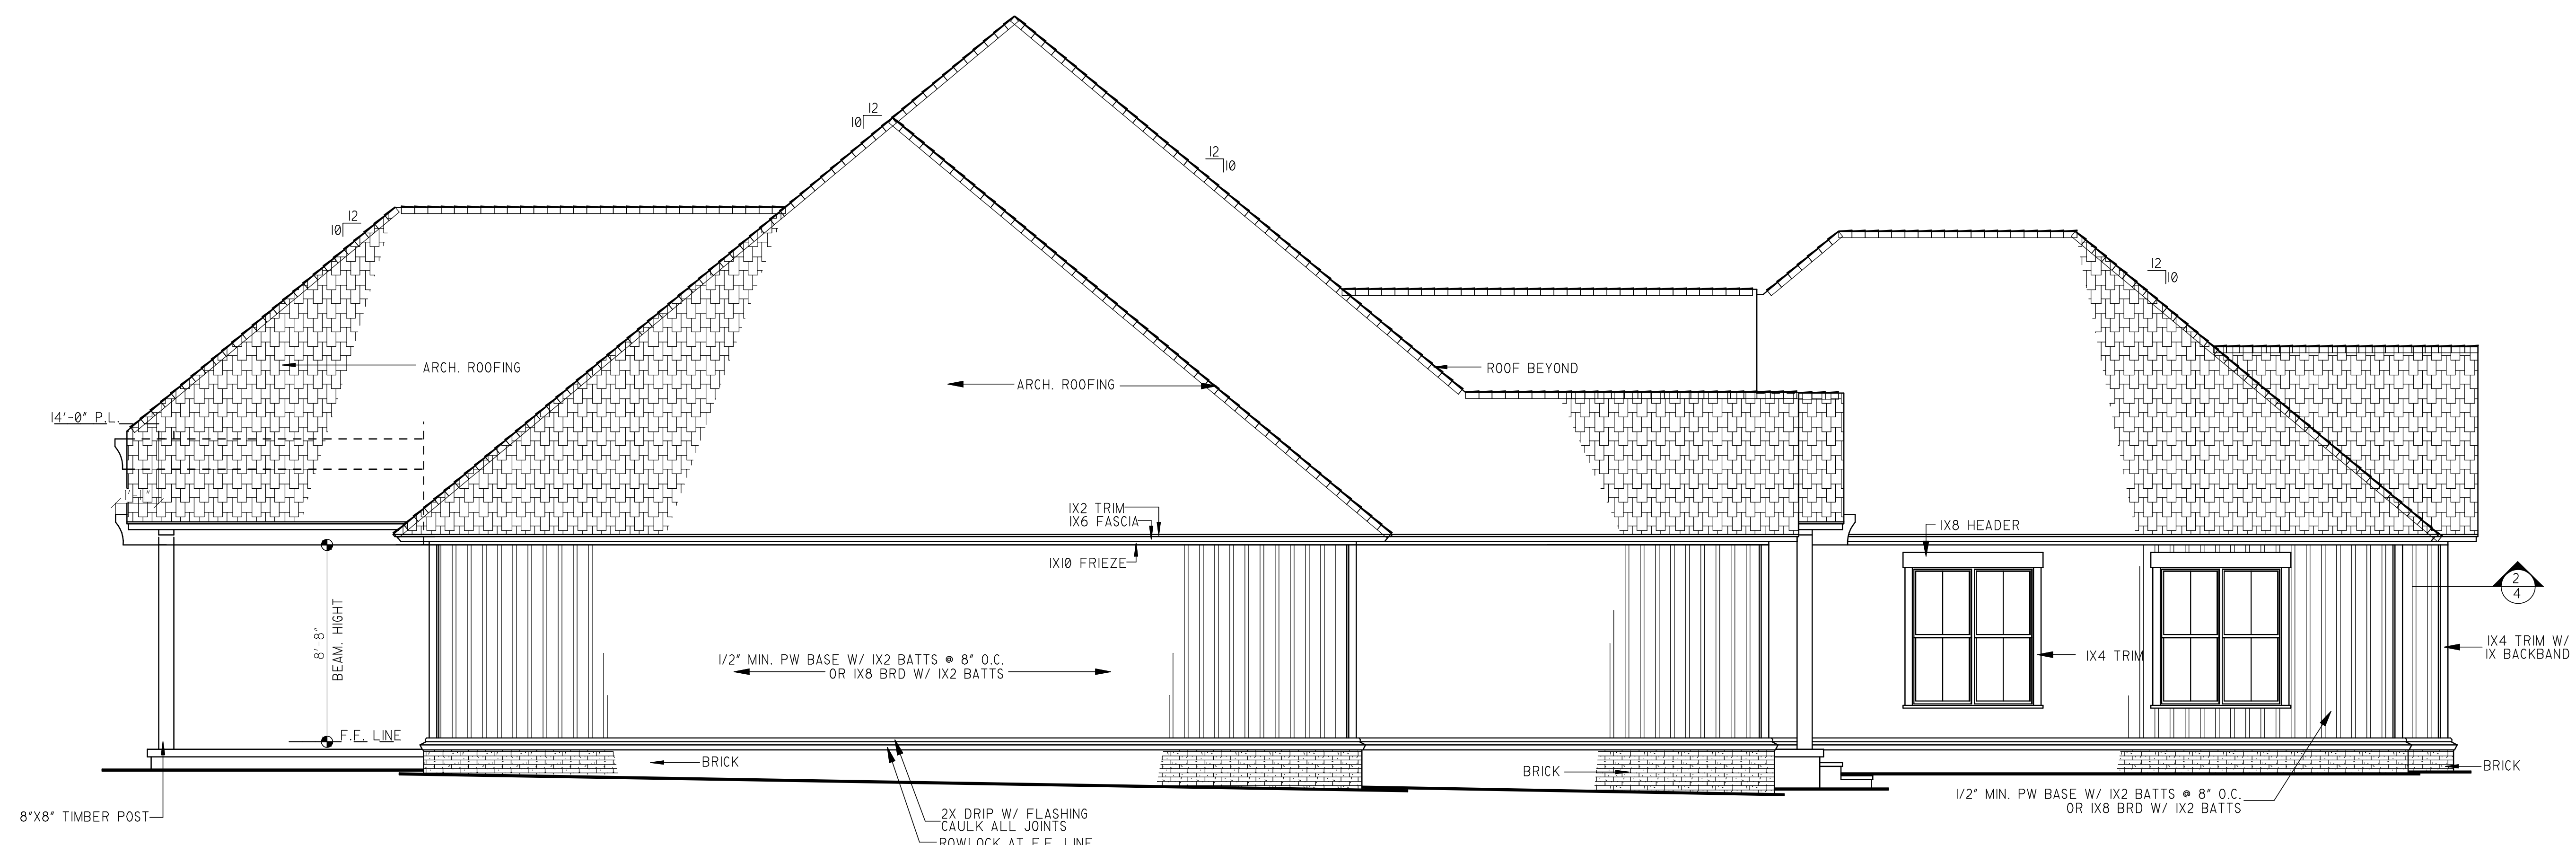 12
10
12
10
12
10
12
10
ARCH. ROOFING
ARCH. ROOFING
ROOF BEYOND
14'-0" P.L.
1X2 TRIM
1X6 FASCIA
1X10 FRIEZE
1X8 HEADER
2
4
8'-8"
BEAM. HIGHT
1/2" MIN. PW BASE W/ 1X2 BATTS @ 8" O.C.
OR 1X8 BRD W/ 1X2 BATTS
1X4 TRIM
1X4 TRIM W/
1X BACKBAND
F.F. LINE
BRICK
BRICK
BRICK
8"X8" TIMBER POST
2X DRIP W/ FLASHING
CAULK ALL JOINTS
ROWLOCK AT F.F. LINE
1/2" MIN. PW BASE W/ 1X2 BATTS @ 8" O.C.
OR 1X8 BRD W/ 1X2 BATTS